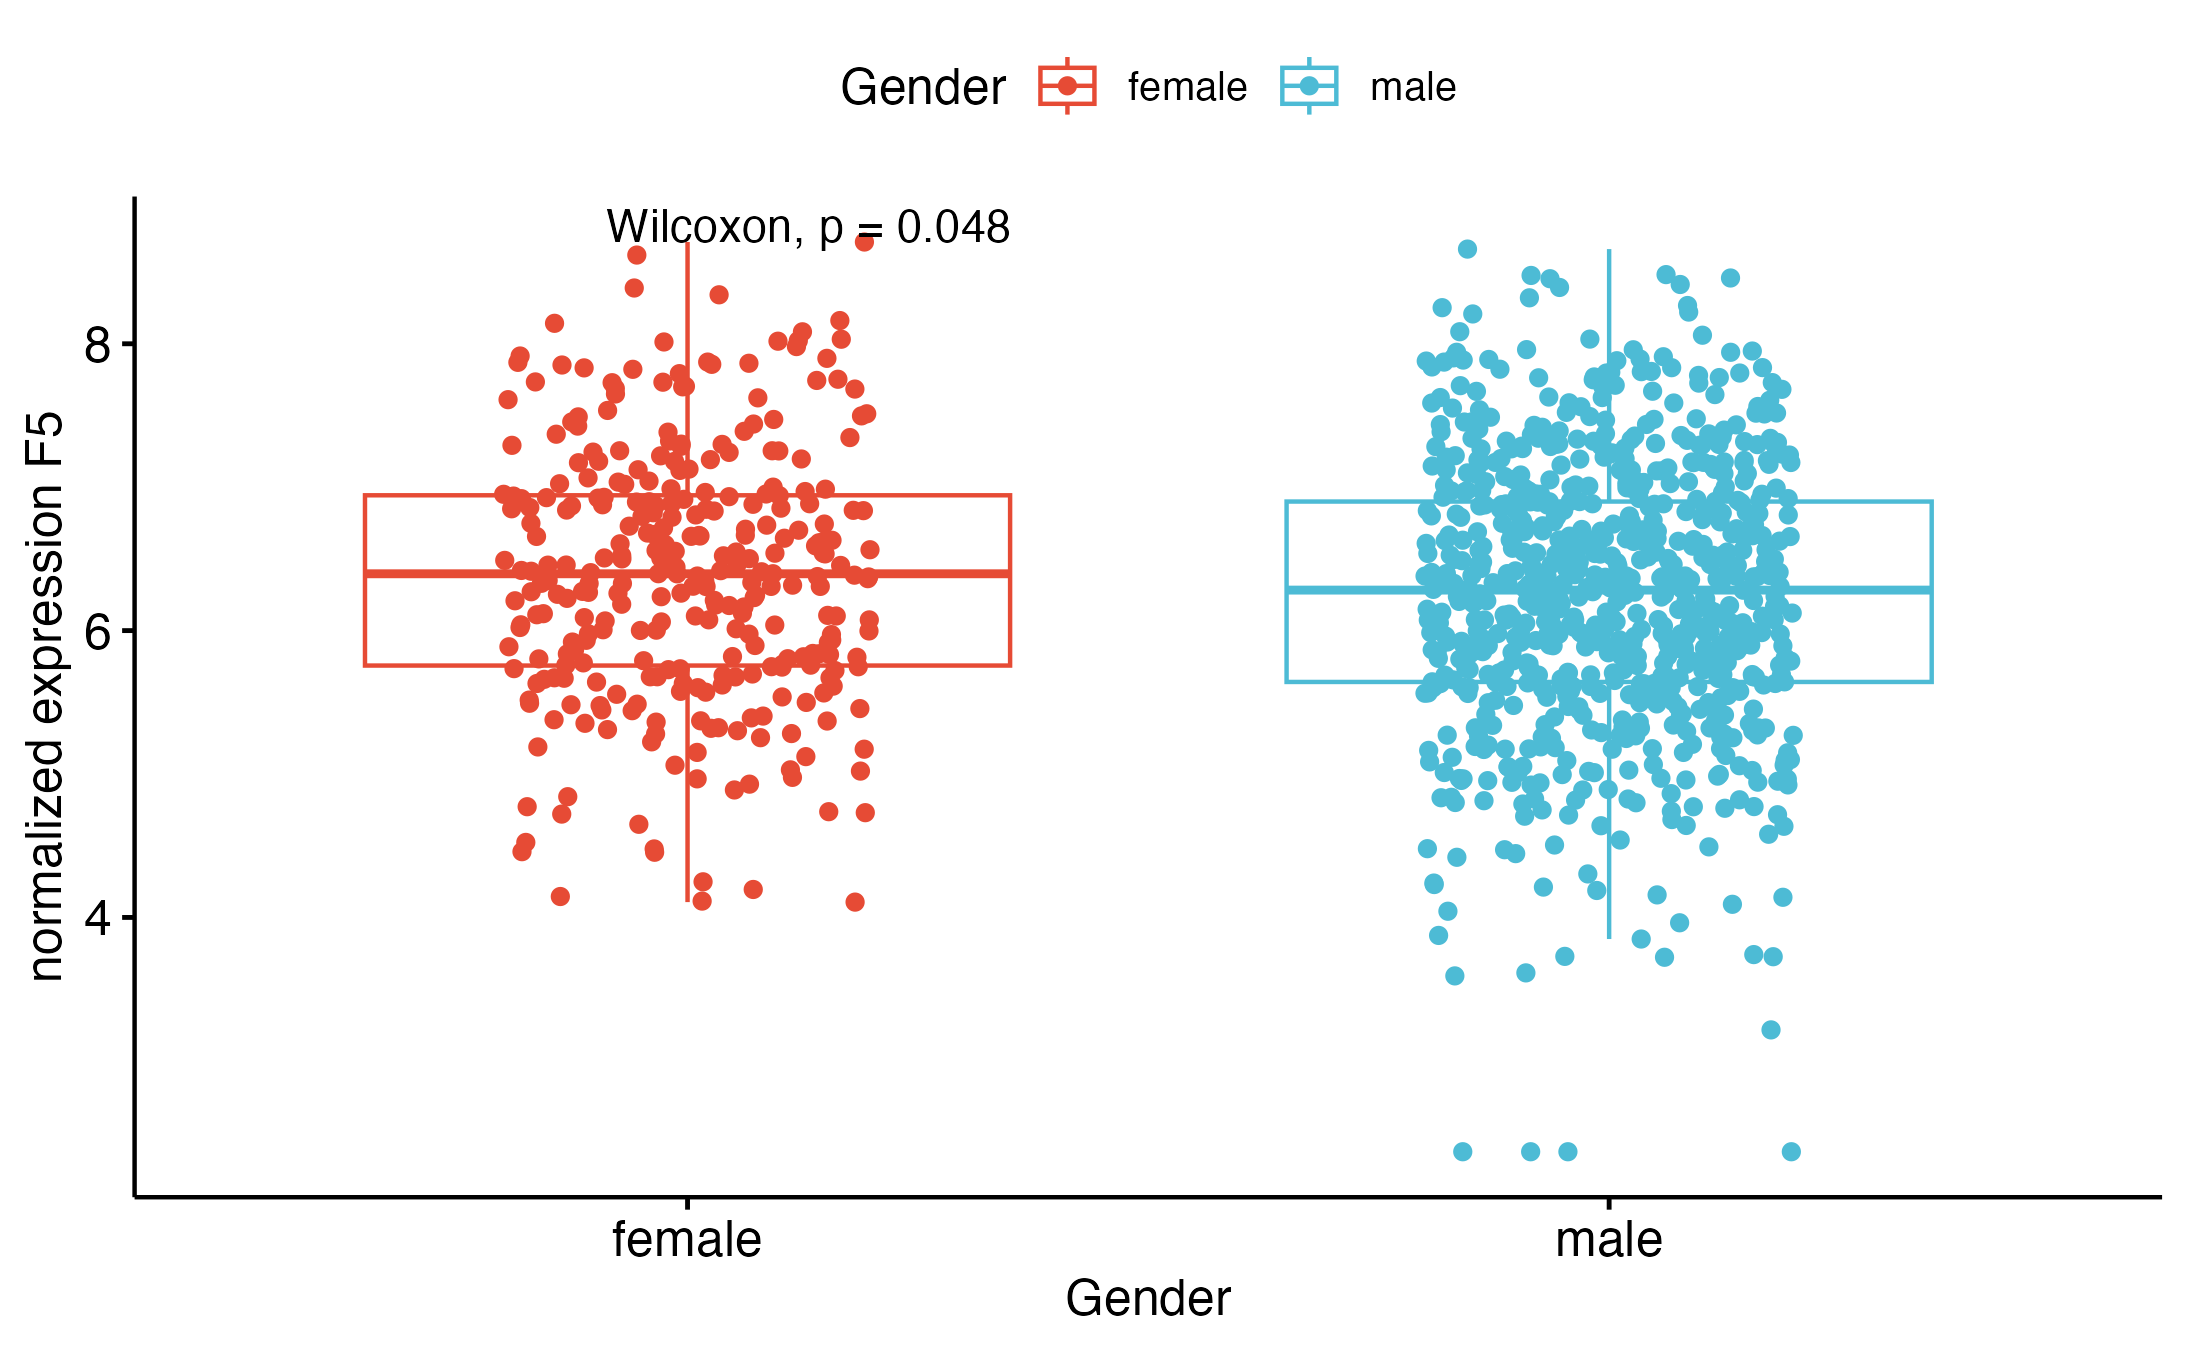 Gender female male
Wilcoxon, p = 0.048
normalized expression F5
8
6
4
female male
Gender